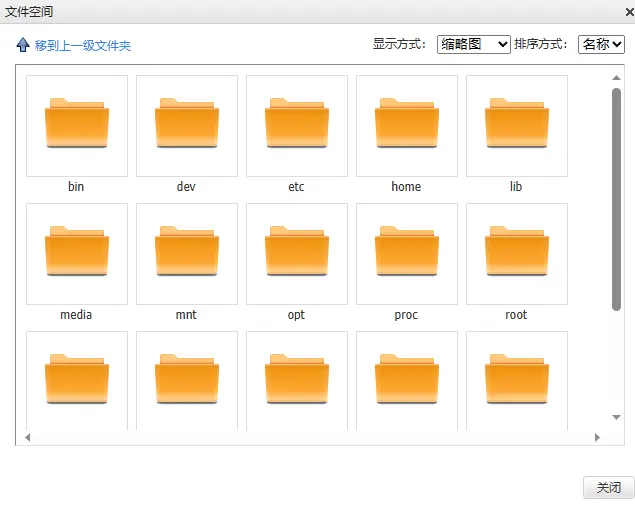 文件空间
移到上一级文件夹 显示方式： 缩略图 排序方式： 名称
bin dev etc home lib
media mnt opt proc root
关闭